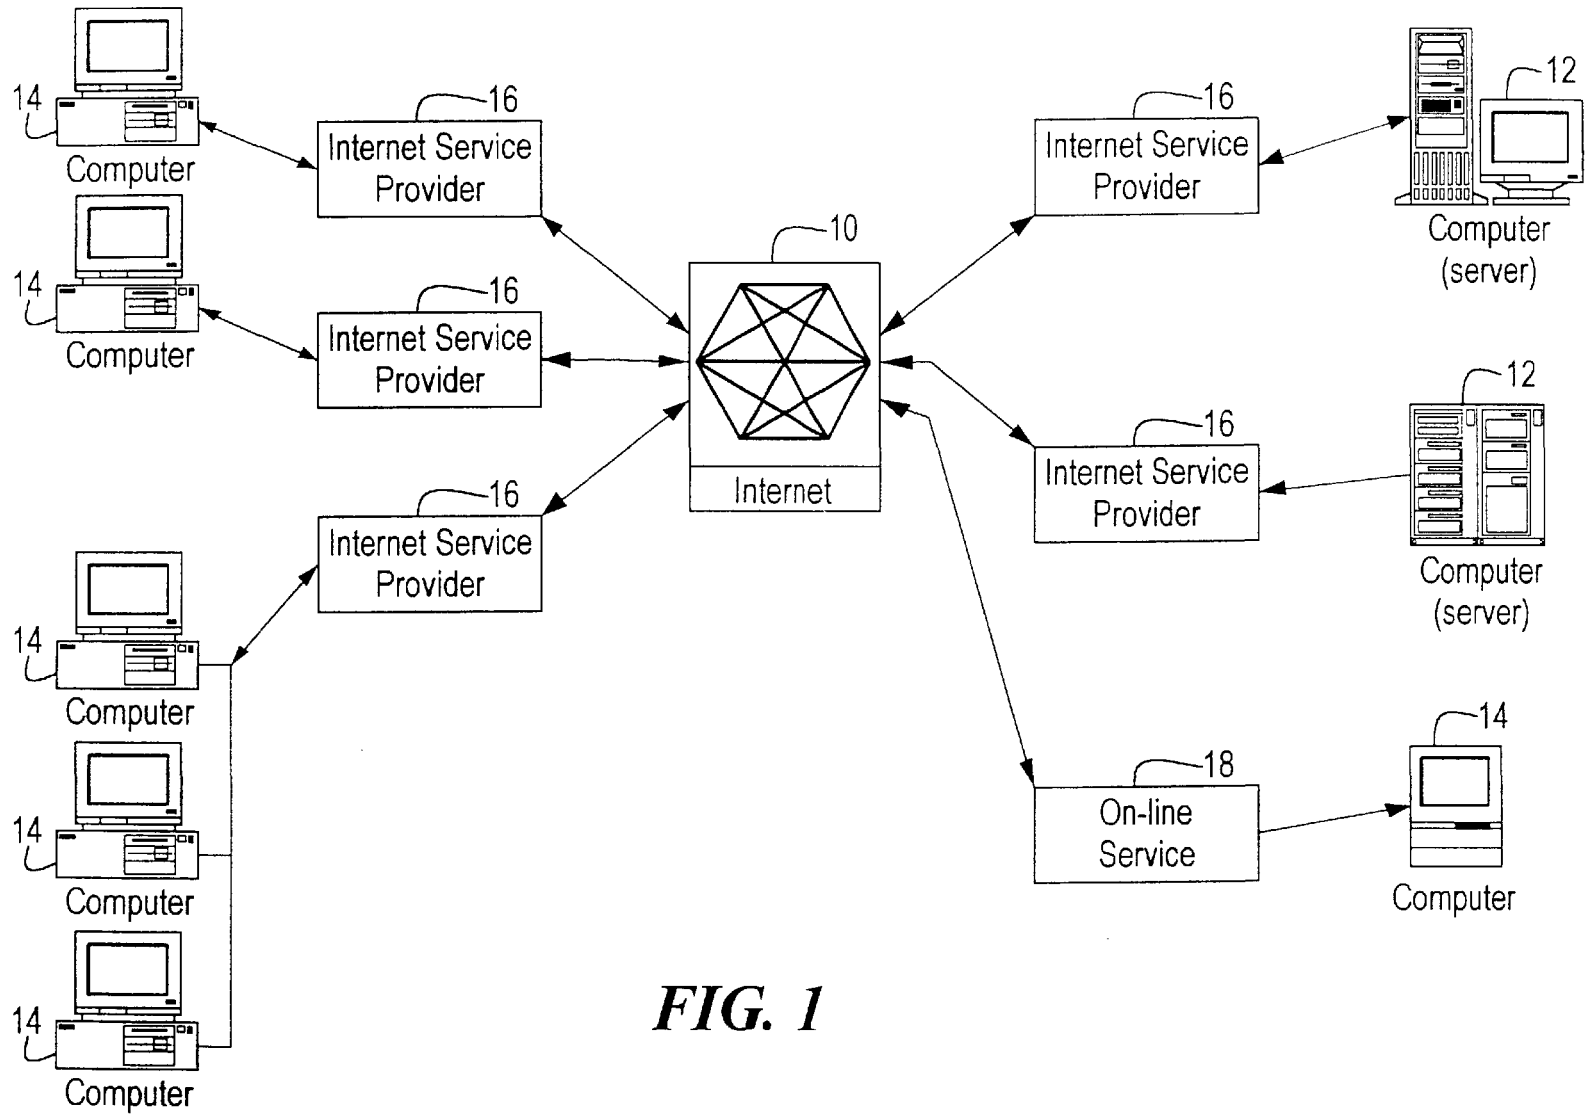 14
Computer
16
Internet Service
Provider
14
Computer
16
Internet Service
Provider
16
Internet Service
Provider
14
Computer
14
Computer
14
Computer
10
Internet
16
Internet Service
Provider
12
Computer
(server)
16
Internet Service
Provider
12
Computer
(server)
18
On-line
Service
14
Computer
FIG. 1